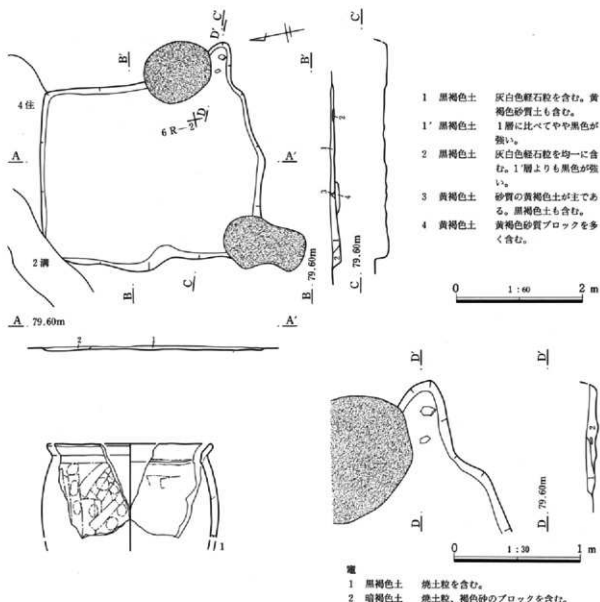 D' C'
C'
B'
B'
4住
6R-2
D
A
A'
2溝
B
C
B 79.60m
C
1 黒褐色土 灰白色軽石粒を含む。黄
褐色砂質土も含む。
1' 黒褐色土 1層に比べてやや黒色が
強い。
2 黒褐色土 灰白色軽石粒を均一に含
む。1'層よりも黒色が強
い。
3 黄褐色土 砂質の黄褐色土が主であ
る。黒褐色土も含む。
4 黄褐色土 黄褐色砂質ブロックを多
く含む。
0 1:60 2 m
A 79.60m
A'
2
1
D'
D'
2
D
D 79.60m
0 1:30 1 m
1
竈
1 黒褐色土 焼土粒を含む。
2 暗褐色土 焼土粒、褐色砂のブロックを含む。